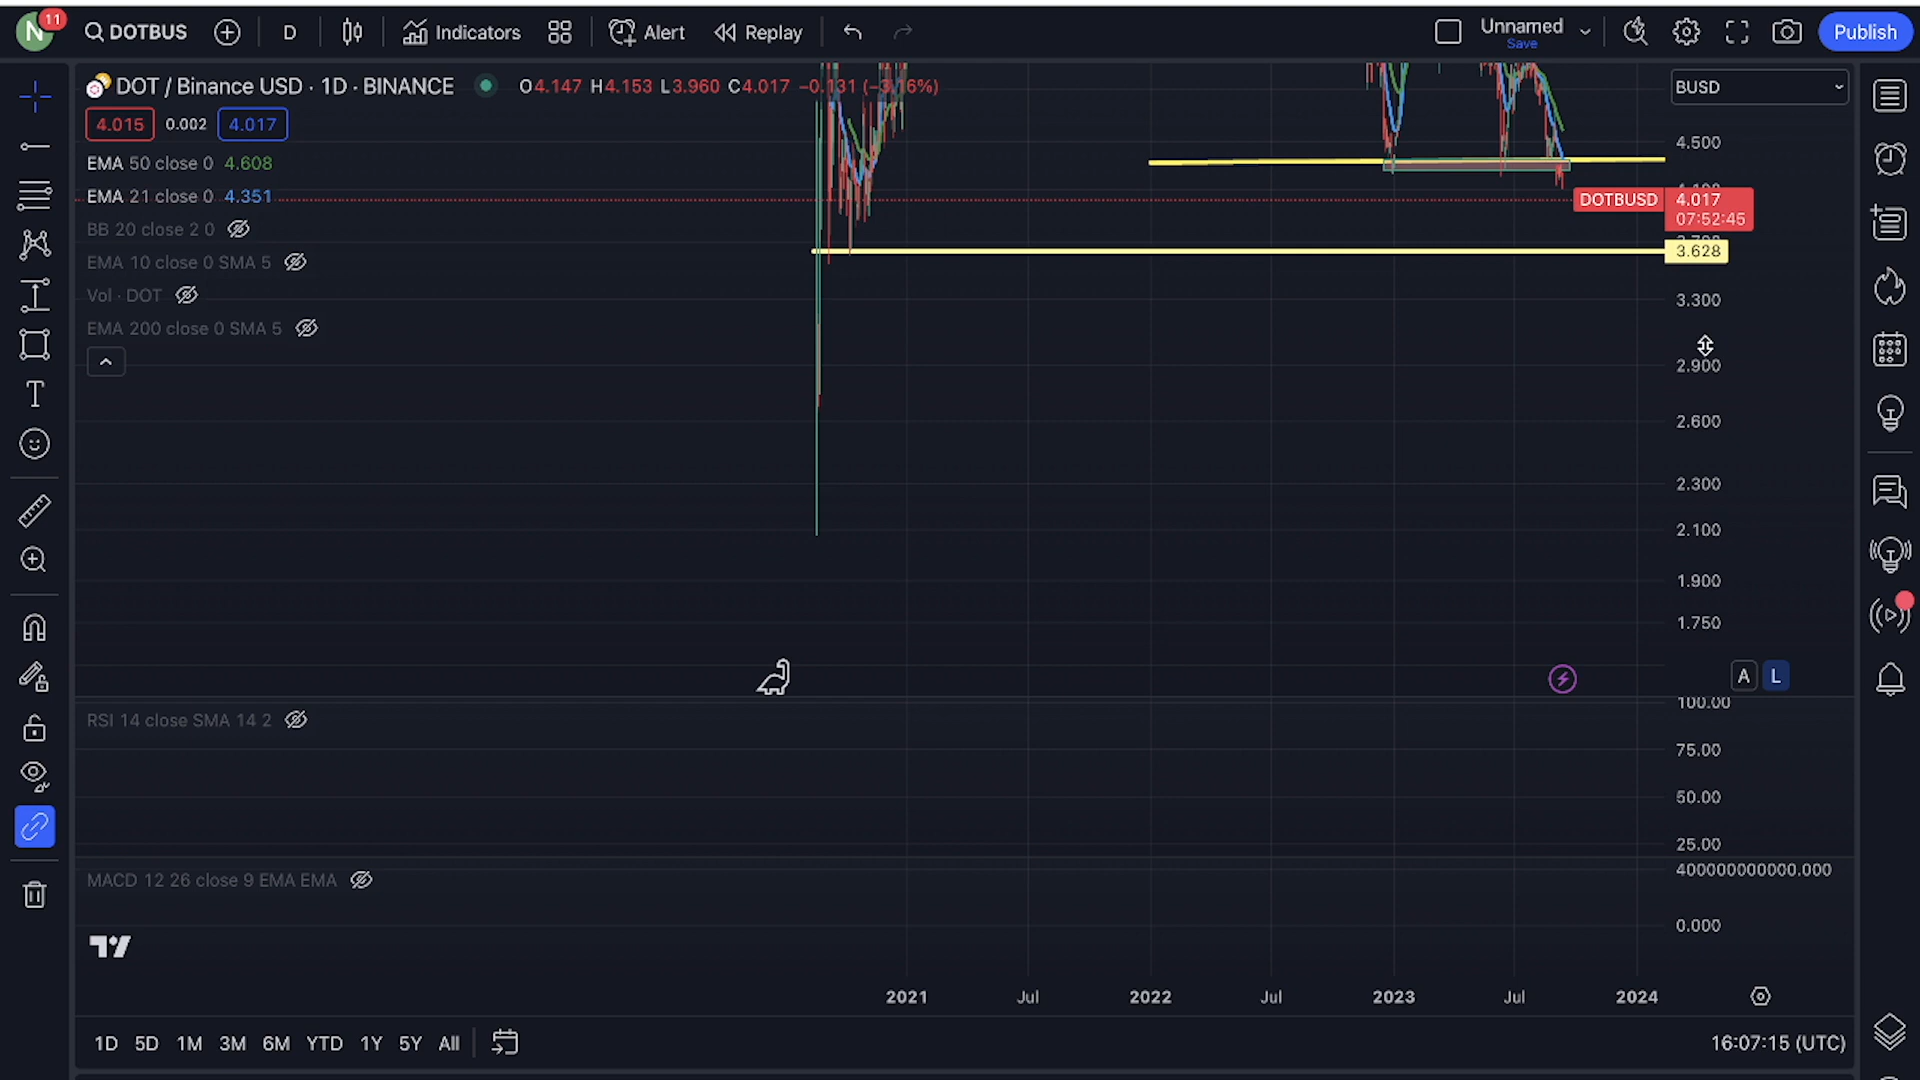 N 11 DOTBUS D Indicators Alert Replay Unnamed Save Publish
DOT / Binance USD · 1D · BINANCE O4.147 H4.153 L3.960 C4.017 −0.131 (−3.16%) BUSD
4.015 0.002 4.017
4.500
EMA 50 close 0 4.608
EMA 21 close 0 4.351
DOTBUSD 4.017
07:52:45
BB 20 close 2 0
3.628
EMA 10 close 0 SMA 5
Vol · DOT
3.300
EMA 200 close 0 SMA 5
2.900
2.600
2.300
2.100
1.900
1.750
A L
100.00
RSI 14 close SMA 14 2
75.00
50.00
25.00
400000000000.000
MACD 12 26 close 9 EMA EMA
0.000
2021 Jul 2022 Jul 2023 Jul 2024
1D 5D 1M 3M 6M YTD 1Y 5Y All 16:07:15 (UTC)